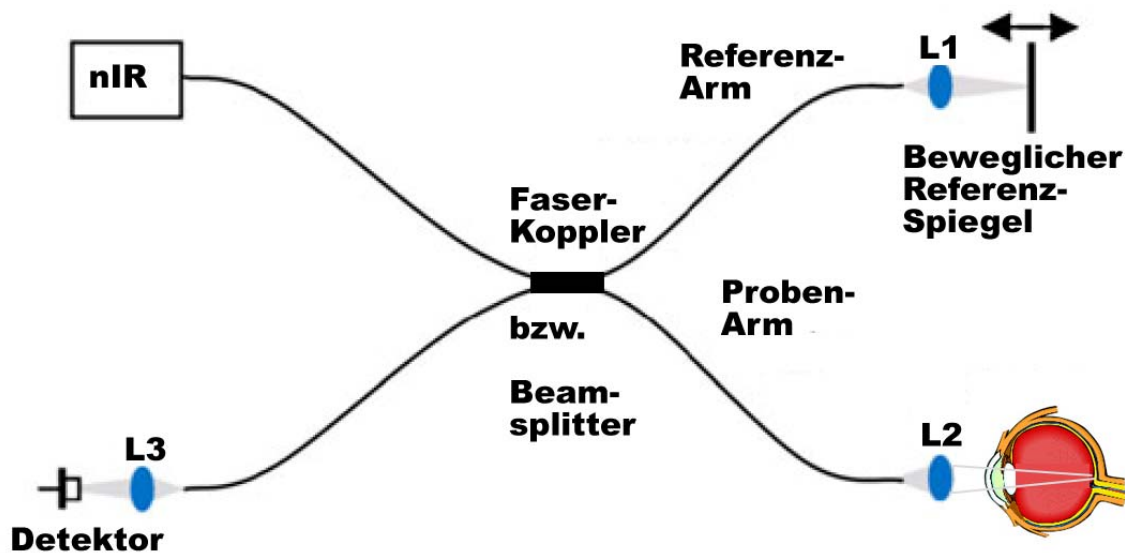 nIR
Referenz-
Arm
L1
Beweglicher
Referenz-
Spiegel
Faser-
Koppler
bzw.
Beam-
splitter
Proben-
Arm
L3
Detektor
L2